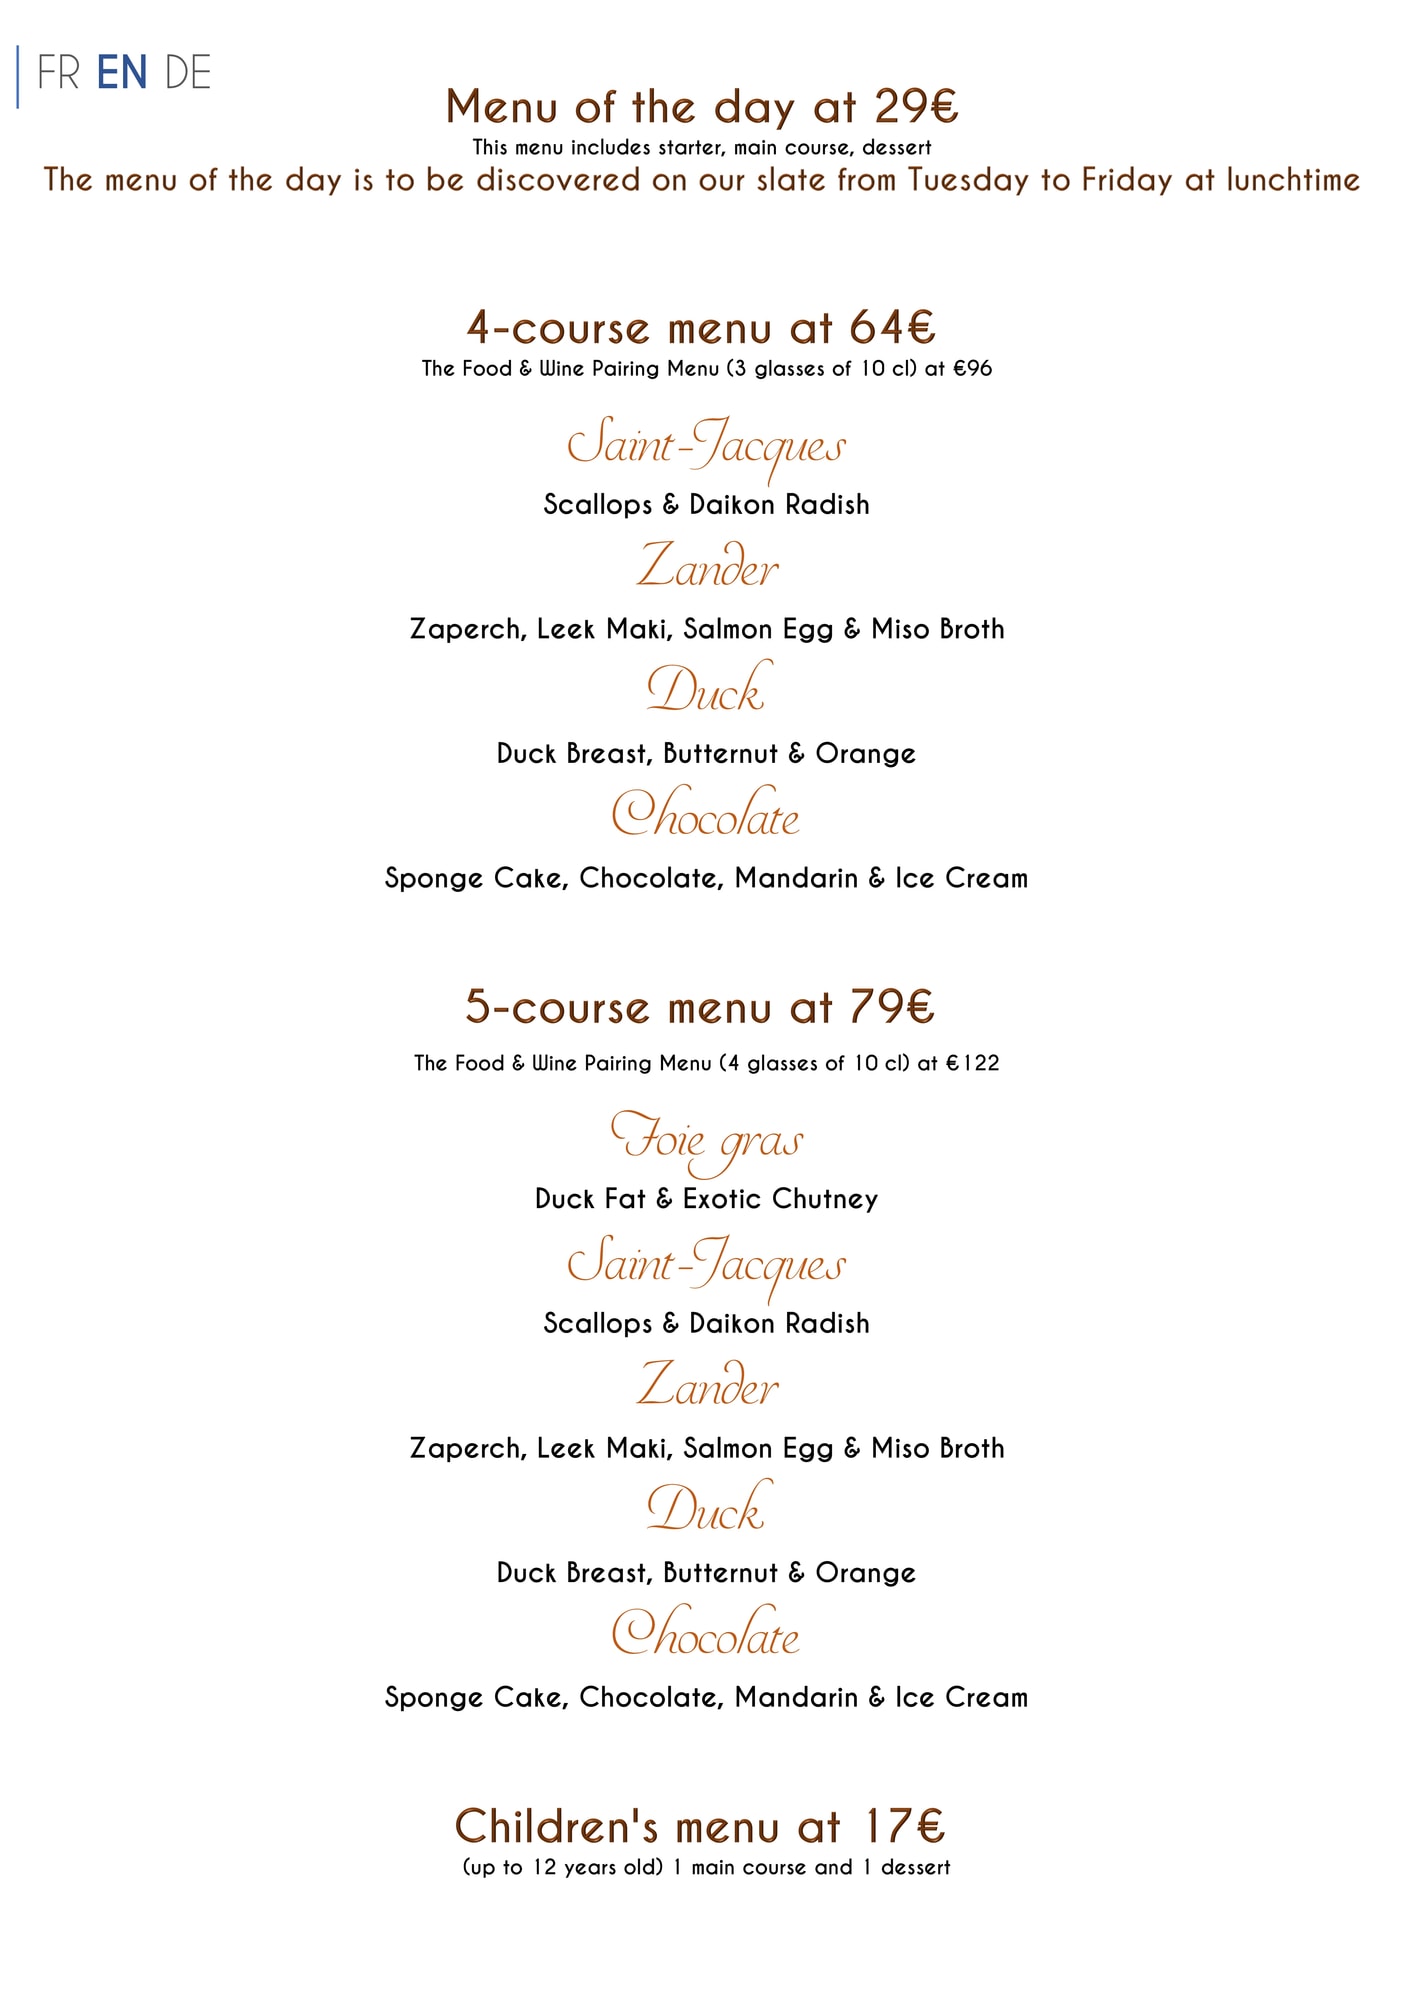 FR EN DE
Menu of the day at 29€
This menu includes starter, main course, dessert
The menu of the day is to be discovered on our slate from Tuesday to Friday at lunchtime
4-course menu at 64€
The Food & Wine Pairing Menu (3 glasses of 10 cl) at €96
Saint-Jacques
Scallops & Daikon Radish
Zander
Zaperch, Leek Maki, Salmon Egg & Miso Broth
Duck
Duck Breast, Butternut & Orange
Chocolate
Sponge Cake, Chocolate, Mandarin & Ice Cream
5-course menu at 79€
The Food & Wine Pairing Menu (4 glasses of 10 cl) at €122
Foie gras
Duck Fat & Exotic Chutney
Saint-Jacques
Scallops & Daikon Radish
Zander
Zaperch, Leek Maki, Salmon Egg & Miso Broth
Duck
Duck Breast, Butternut & Orange
Chocolate
Sponge Cake, Chocolate, Mandarin & Ice Cream
Children's menu at 17€
(up to 12 years old) 1 main course and 1 dessert